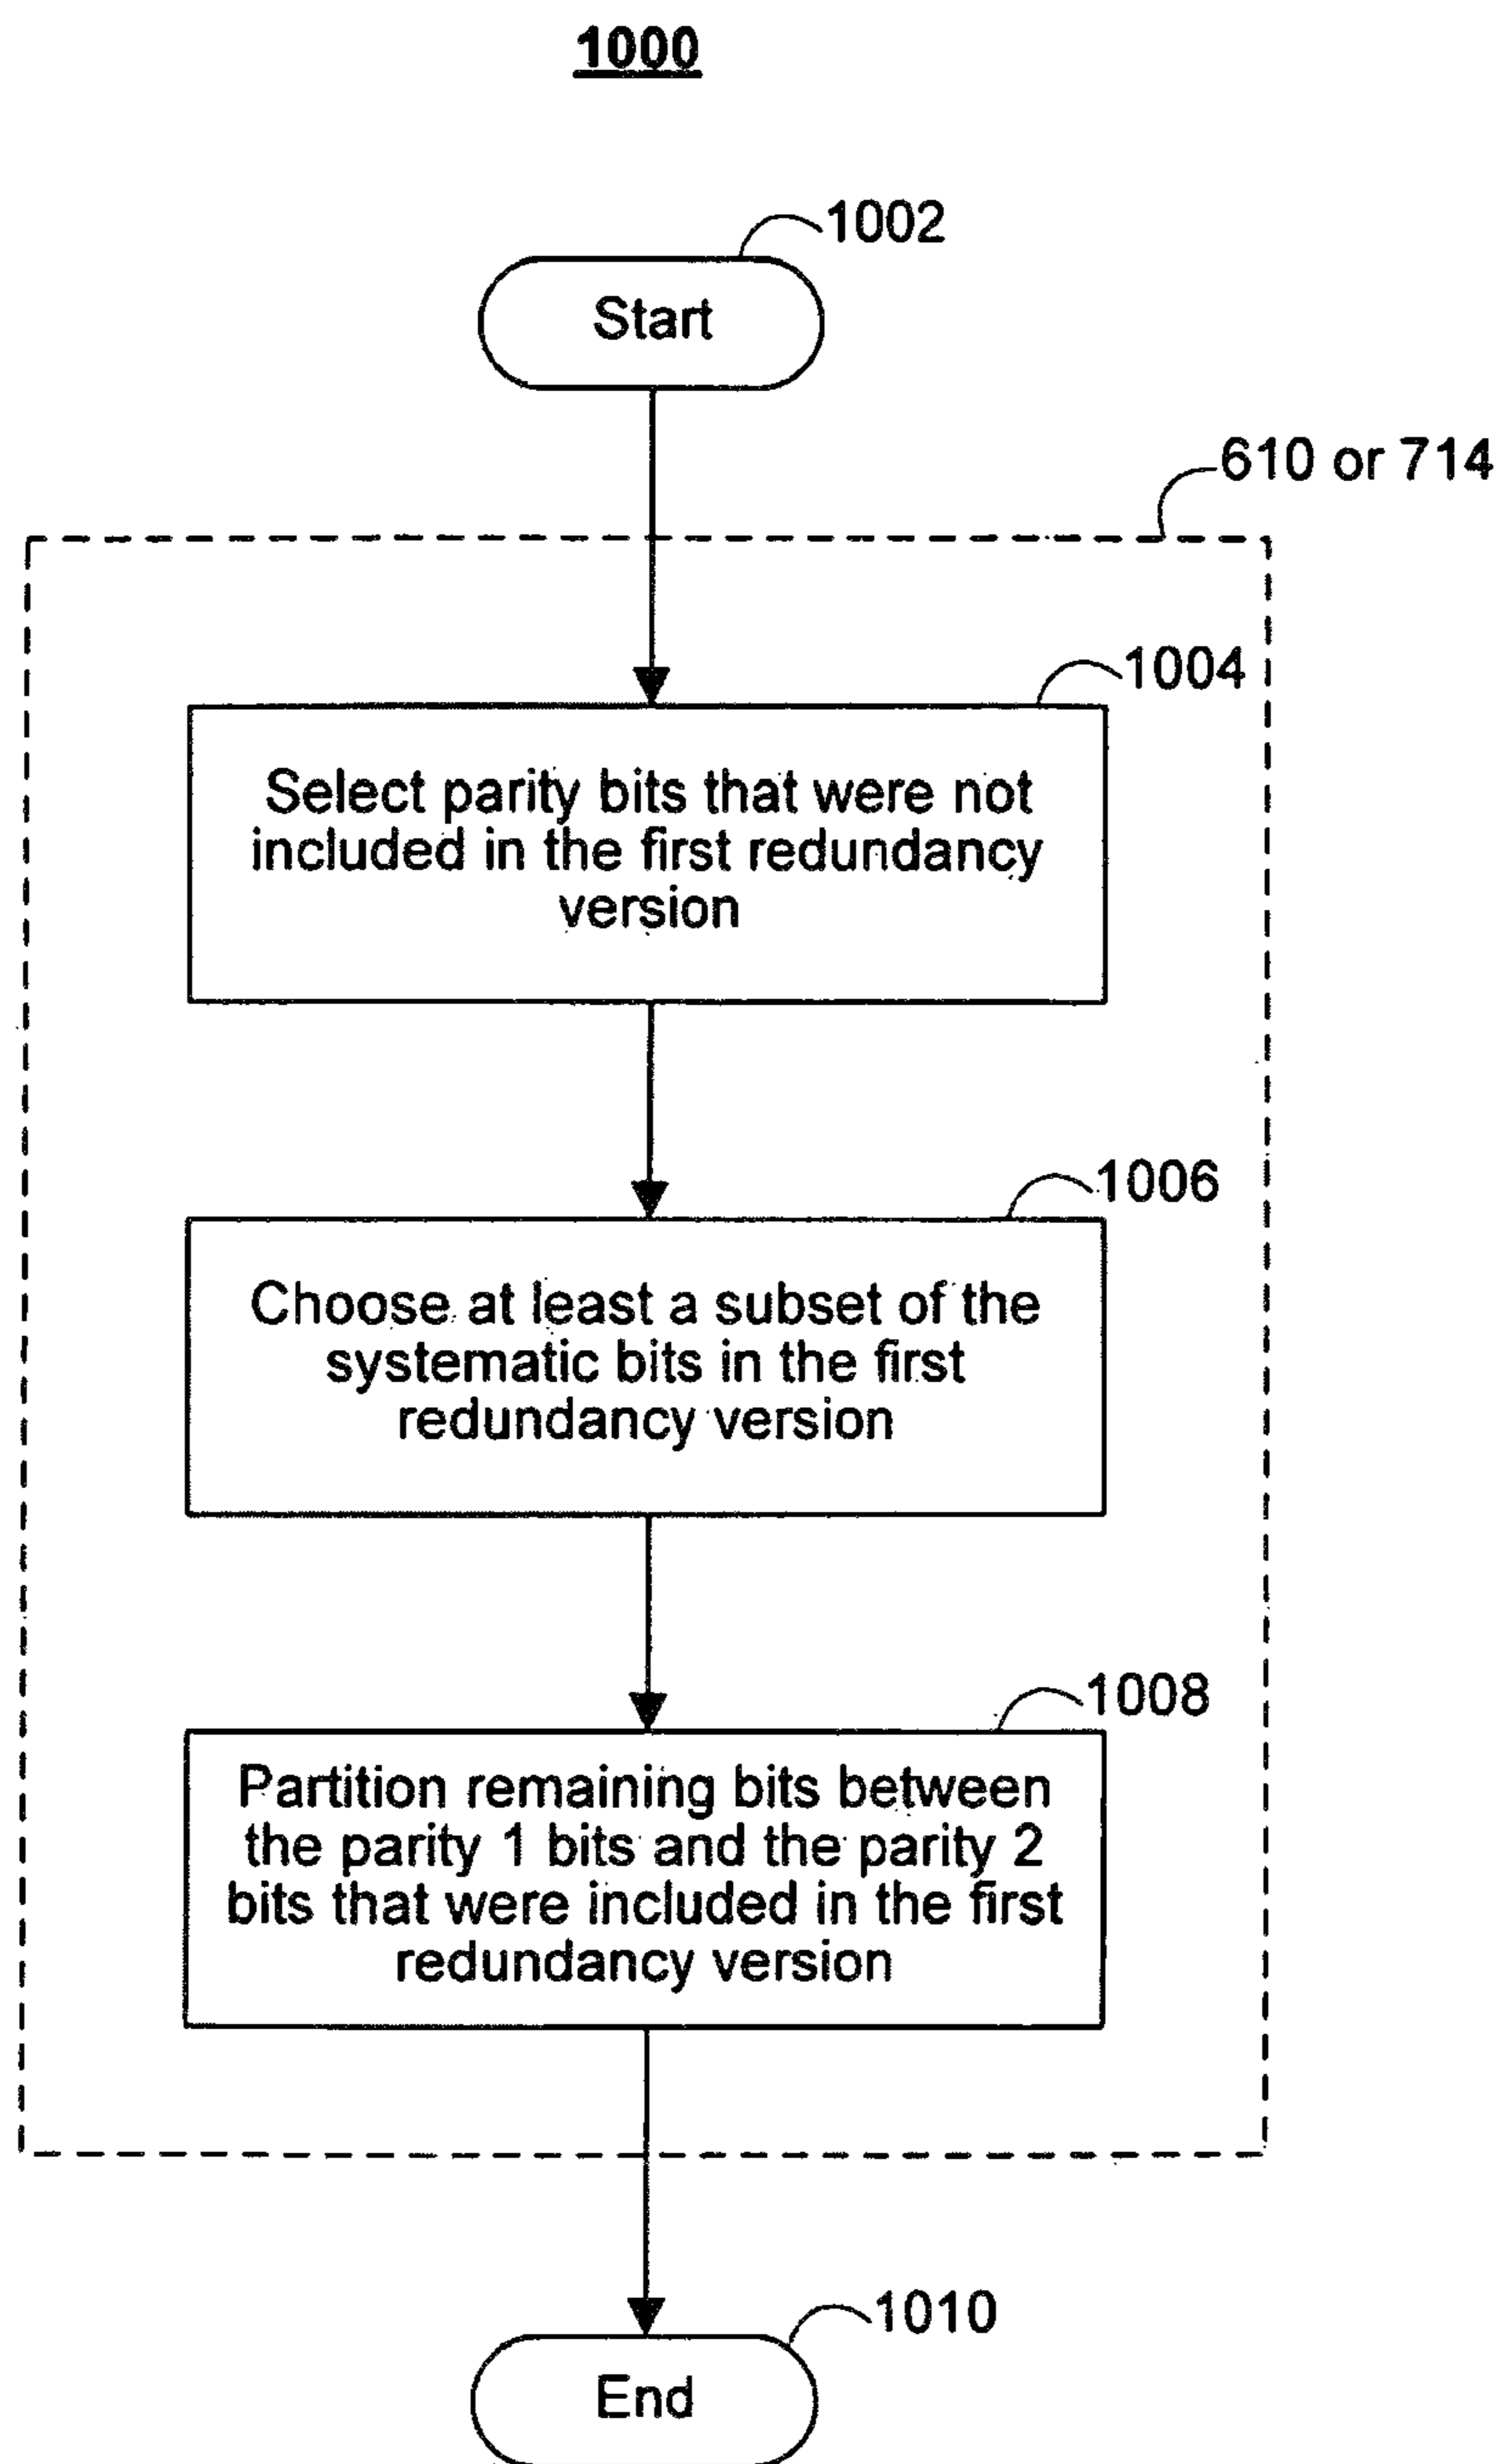 1000
1002
Start
610 or 714
1004
Select parity bits that were not
included in the first redundancy
version
1006
Choose at least a subset of the
systematic bits in the first
redundancy version
1008
Partition remaining bits between
the parity 1 bits and the parity 2
bits that were included in the first
redundancy version
1010
End